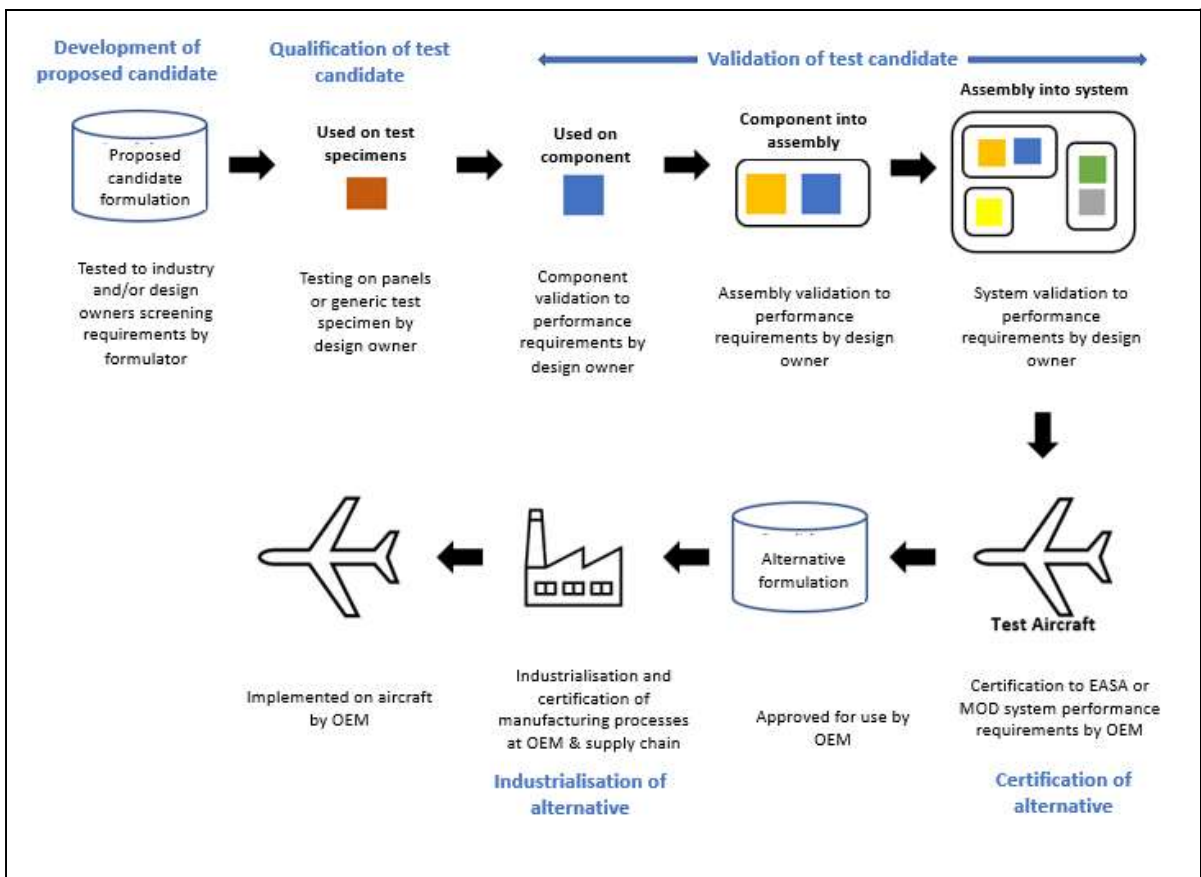 Development of
proposed candidate
Qualification of test
candidate
Validation of test candidate
Proposed
candidate
formulation
Used on test
specimens
Used on
component
Component into
assembly
Assembly into system
Tested to industry
and/or design
owners screening
requirements by
formulator
Testing on panels
or generic test
specimen by
design owner
Component
validation to
performance
requirements by
design owner
Assembly validation to
performance
requirements by design
owner
System validation to
performance
requirements by design
owner
Alternative
formulation
Test Aircraft
Implemented on aircraft
by OEM
Industrialisation and
certification of
manufacturing processes
at OEM & supply chain
Approved for use by
OEM
Certification to EASA or
MOD system performance
requirements by OEM
Industrialisation of
alternative
Certification of
alternative